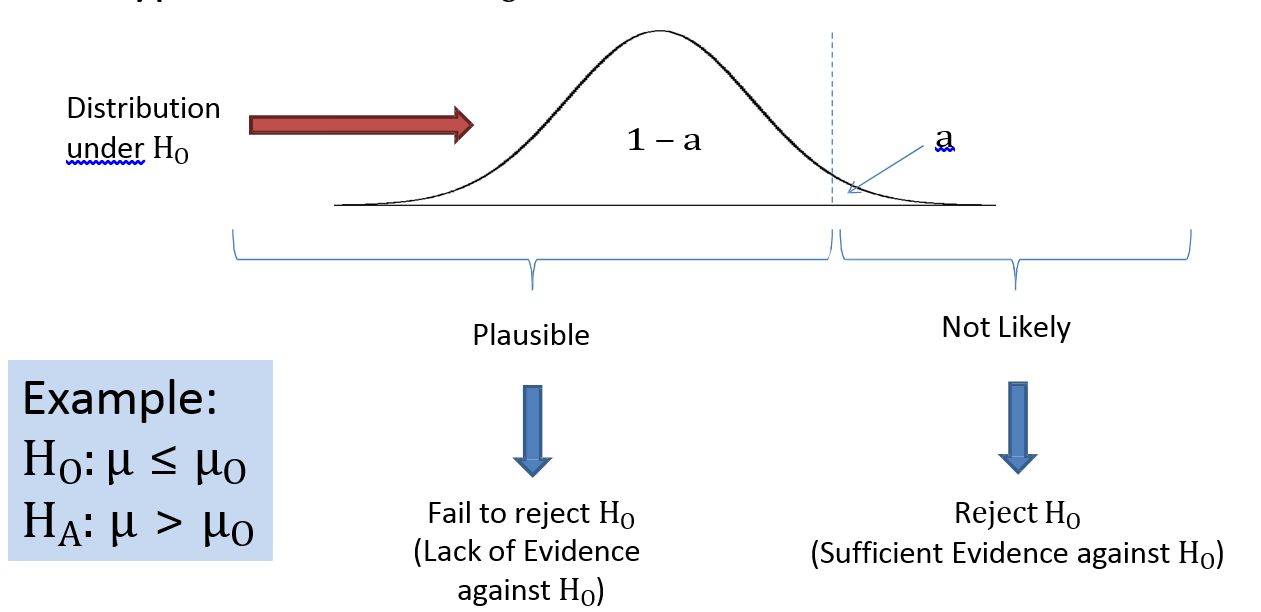 Distribution
under H₀
1 – a
a
Plausible
Not Likely
Example:
H₀: μ ≤ μ₀
H_A: μ > μ₀
Fail to reject H₀
(Lack of Evidence
against H₀)
Reject H₀
(Sufficient Evidence against H₀)